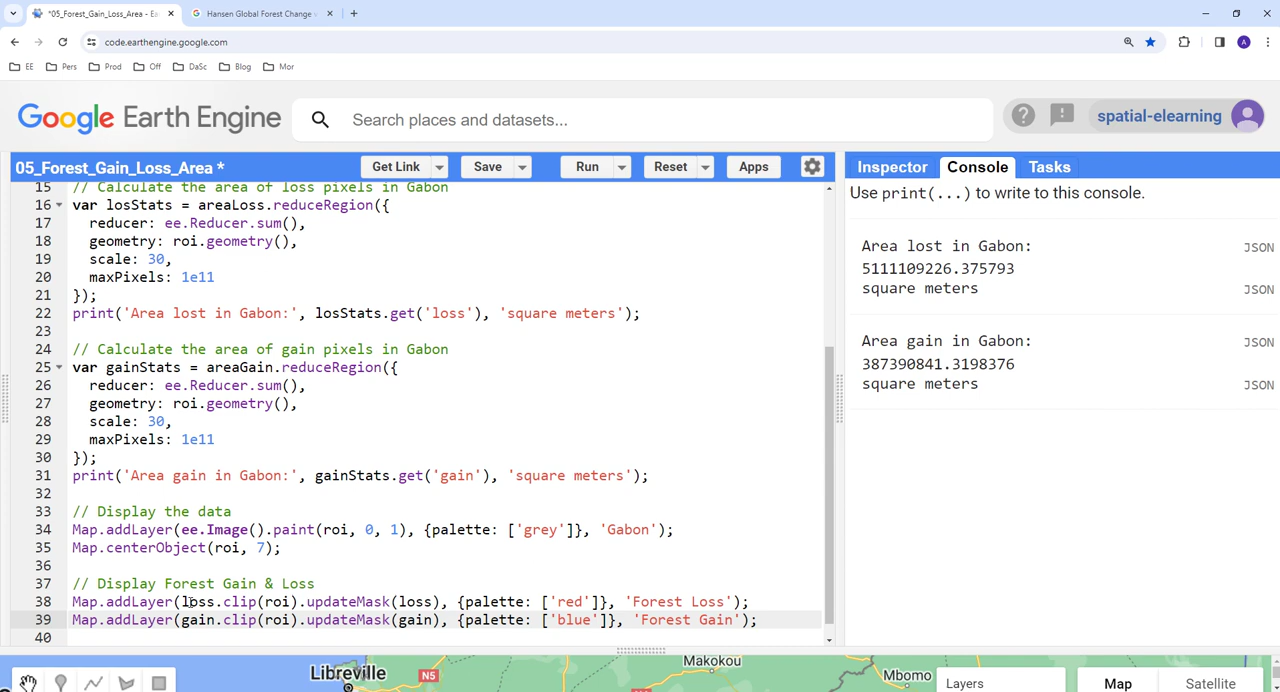 *05_Forest_Gain_Loss_Area - Ea
Hansen Global Forest Change v
code.earthengine.google.com
EE Pers Prod Off DaSc Blog Mor
Google Earth Engine
Search places and datasets...
spatial-elearning
05_Forest_Gain_Loss_Area *
Get Link Save Run Reset Apps
Inspector Console Tasks
15 // Calculate the area of loss pixels in Gabon
16 var losStats = areaLoss.reduceRegion({
17 reducer: ee.Reducer.sum(),
18 geometry: roi.geometry(),
19 scale: 30,
20 maxPixels: 1e11
21 });
22 print('Area lost in Gabon:', losStats.get('loss'), 'square meters');
23
24 // Calculate the area of gain pixels in Gabon
25 var gainStats = areaGain.reduceRegion({
26 reducer: ee.Reducer.sum(),
27 geometry: roi.geometry(),
28 scale: 30,
29 maxPixels: 1e11
30 });
31 print('Area gain in Gabon:', gainStats.get('gain'), 'square meters');
32
33 // Display the data
34 Map.addLayer(ee.Image().paint(roi, 0, 1), {palette: ['grey']}, 'Gabon');
35 Map.centerObject(roi, 7);
36
37 // Display Forest Gain & Loss
38 Map.addLayer(loss.clip(roi).updateMask(loss), {palette: ['red']}, 'Forest Loss');
39 Map.addLayer(gain.clip(roi).updateMask(gain), {palette: ['blue']}, 'Forest Gain');
40
Use print(...) to write to this console.
Area lost in Gabon: JSON
5111109226.375793
square meters JSON
Area gain in Gabon: JSON
387390841.3198376
square meters JSON
Libreville
N5
Makokou
Mbomo
Layers
Map
Satellite